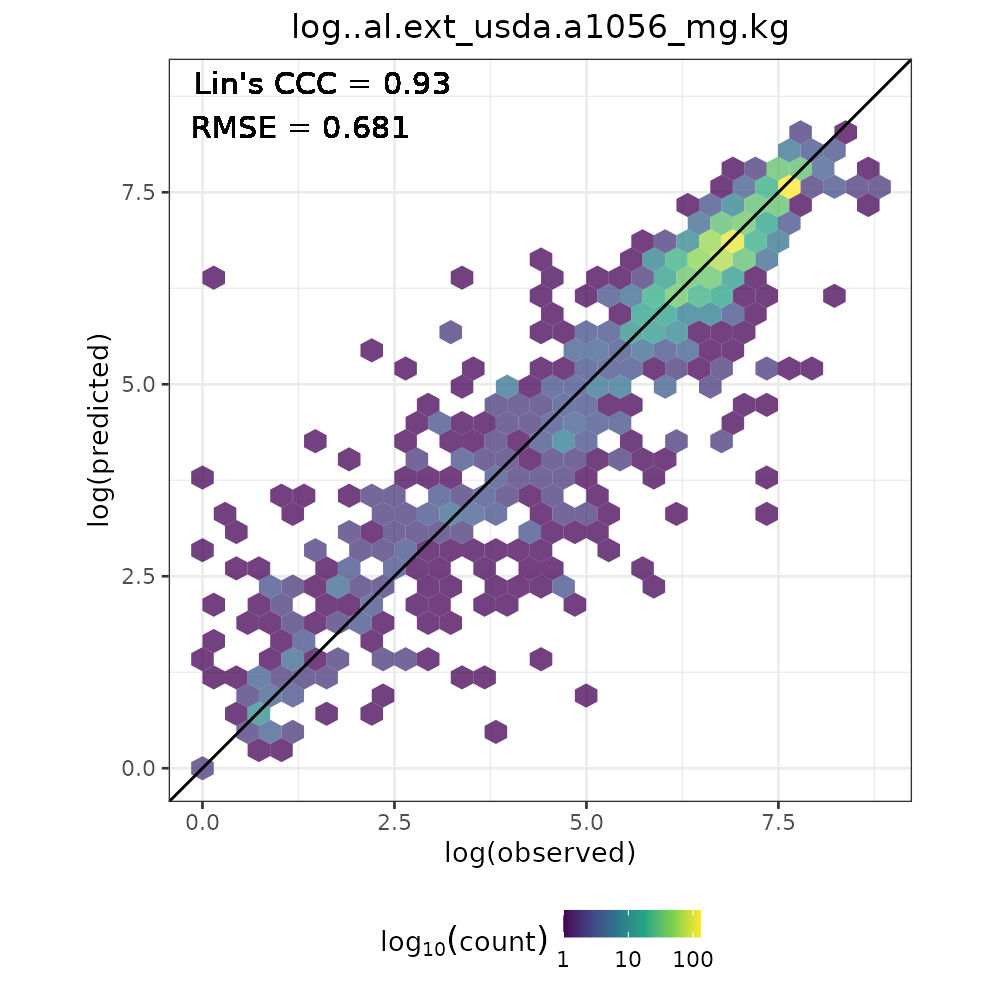 log..al.ext_usda.a1056_mg.kg
Lin's CCC = 0.93
RMSE = 0.681
7.5
5.0
2.5
0.0
log(predicted)
0.0 2.5 5.0 7.5
log(observed)
log₁₀(count)
1 10 100